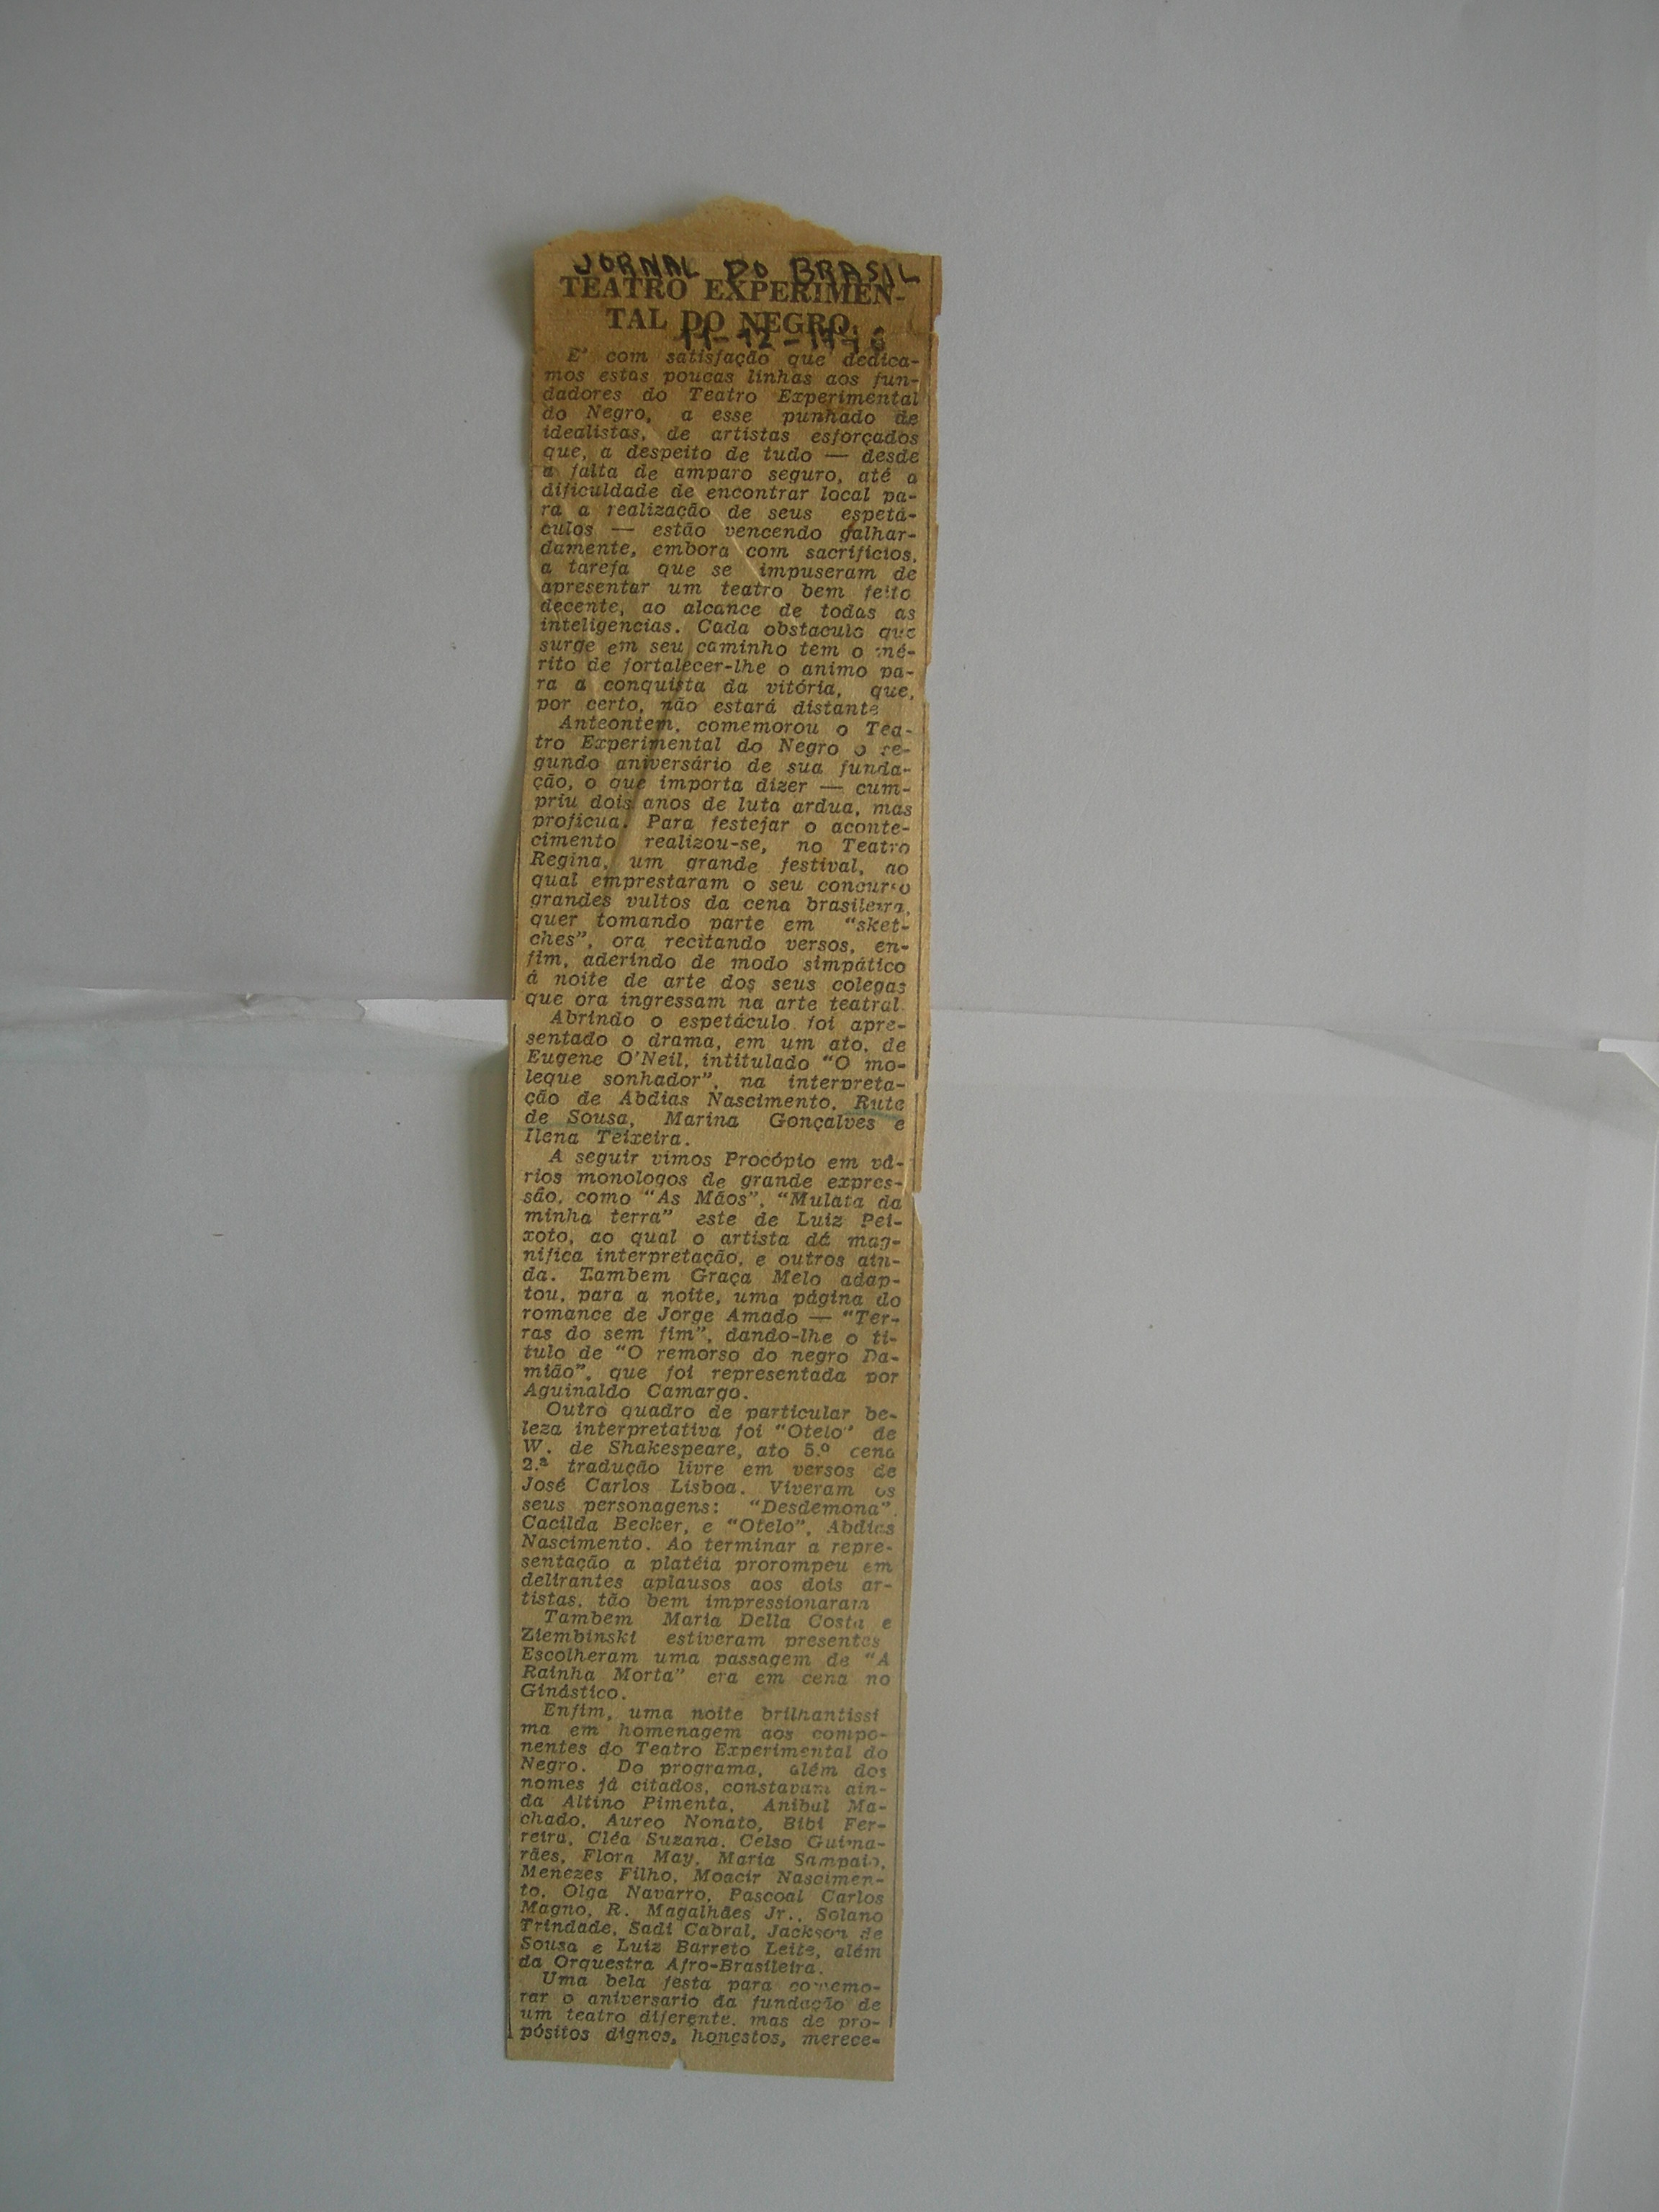 JORNAL DO BRASIL
TEATRO EXPERIMEN-
TAL DO NEGRO
E' com satisfação que dedica-
mos estas poucas linhas aos fun-
dadores do Teatro Experimental
do Negro, a esse punhado de
idealistas, de artistas esforçados
que, a despeito de tudo — desde
a falta de amparo seguro, até a
dificuldade de encontrar local pa-
ra a realização de seus espetá-
culos — estão vencendo galhar-
damente, embora com sacrifícios,
a tarefa que se impuseram de
apresentar um teatro bem feito
decente, ao alcance de todas as
inteligencias. Cada obstaculo que
surge em seu caminho tem o mé-
rito de fortalecer-lhe o animo pa-
ra a conquista da vitória, que,
por certo, não estará distante
Anteontem, comemorou o Tea-
tro Experimental do Negro o se-
gundo aniversário de sua funda-
ção, o que importa dizer — cum-
priu dois anos de luta ardua, mas
proficua. Para festejar o aconte-
cimento realizou-se, no Teatro
Regina, um grande festival, ao
qual emprestaram o seu concurso
grandes vultos da cena brasileira,
quer tomando parte em "sket-
ches", ora recitando versos, en-
fim, aderindo de modo simpático
á noite de arte dos seus colegas
que ora ingressam na arte teatral.
Abrindo o espetáculo foi apre-
sentado o drama, em um ato, de
Eugene O'Neil, intitulado "O mo-
leque sonhador", na interpreta-
ção de Abdias Nascimento, Rute
de Sousa, Marina Gonçalves e
Ilena Teixeira.
A seguir vimos Procópio em vá-
rios monologos de grande expres-
são, como "As Mãos", "Mulata da
minha terra" este de Luiz Pei-
xoto, ao qual o artista dá mag-
nifica interpretação, e outros ain-
da. Tambem Graça Melo adap-
tou, para a noite, uma página do
romance de Jorge Amado — "Ter-
ras do sem fim", dando-lhe o ti-
tulo de "O remorso do negro Da-
mião", que foi representada por
Aguinaldo Camargo.
Outro quadro de particular be-
leza interpretativa foi "Otelo" de
W. de Shakespeare, ato 5.º cena
2.ª tradução livre em versos de
José Carlos Lisboa. Viveram os
seus personagens: "Desdemona".
Cacilda Becker, e "Otelo", Abdias
Nascimento. Ao terminar a repre-
sentação a platéia prorompeu em
delirantes aplausos aos dois ar-
tistas, tão bem impressionaram
Tambem Maria Della Costa e
Ziembinski estiveram presentes
Escolheram uma passagem de "A
Rainha Morta" era em cena no
Ginástico.
Enfim, uma noite brilhantissi
ma em homenagem aos compo-
nentes do Teatro Experimental do
Negro. Do programa, além dos
nomes já citados, constavam ain-
da Altino Pimenta, Anibal Ma-
chado, Aureo Nonato, Bibi Fer-
reira, Cléa Suzana, Celso Guima-
rães, Flora May, Maria Sampaio,
Menezes Filho, Moacir Nascimen-
to, Olga Navarro, Pascoal Carlos
Magno, R. Magalhães Jr., Solano
Trindade, Sadi Cabral, Jackson de
Sousa e Luiz Barreto Leite, além
da Orquestra Afro-Brasileira.
Uma bela festa para comemo-
rar o aniversario da fundação de
um teatro diferente, mas de pro-
pósitos dignos, honestos, merece-